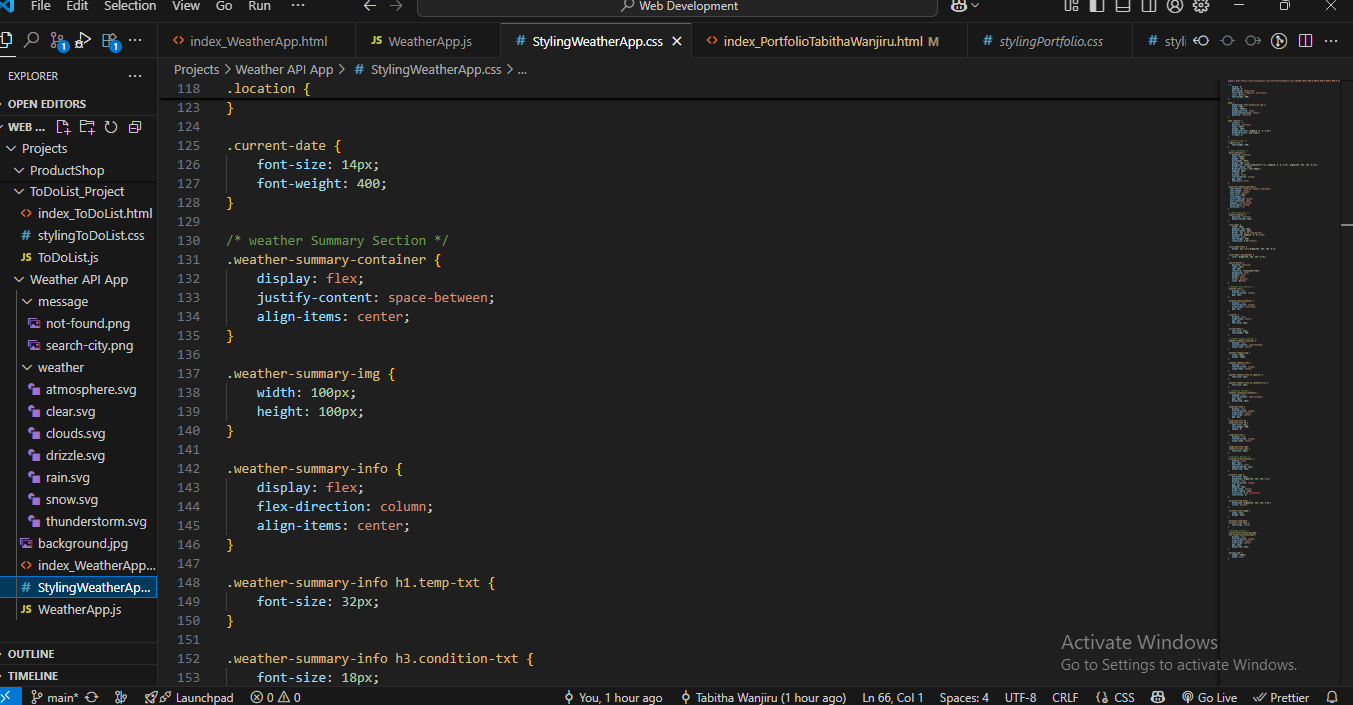 File Edit Selection View Go Run ··· Web Development
index_WeatherApp.html JS WeatherApp.js # StylingWeatherApp.css index_PortfolioTabithaWanjiru.html M # stylingPortfolio.css # styli
EXPLORER
OPEN EDITORS
WEB ...
Projects
ProductShop
ToDoList_Project
index_ToDoList.html
# stylingToDoList.css
JS ToDoList.js
Weather API App
message
not-found.png
search-city.png
weather
atmosphere.svg
clear.svg
clouds.svg
drizzle.svg
rain.svg
snow.svg
thunderstorm.svg
background.jpg
index_WeatherApp...
# StylingWeatherAp...
JS WeatherApp.js
OUTLINE
TIMELINE
Projects > Weather API App > # StylingWeatherApp.css > ...
118 .location {
123 }
124
125 .current-date {
126 font-size: 14px;
127 font-weight: 400;
128 }
129
130 /* weather Summary Section */
131 .weather-summary-container {
132 display: flex;
133 justify-content: space-between;
134 align-items: center;
135 }
136
137 .weather-summary-img {
138 width: 100px;
139 height: 100px;
140 }
141
142 .weather-summary-info {
143 display: flex;
144 flex-direction: column;
145 align-items: center;
146 }
147
148 .weather-summary-info h1.temp-txt {
149 font-size: 32px;
150 }
151
152 .weather-summary-info h3.condition-txt {
153 font-size: 18px;
Activate Windows
Go to Settings to activate Windows.
main* Launchpad 0 0 You, 1 hour ago Tabitha Wanjiru (1 hour ago) Ln 66, Col 1 Spaces: 4 UTF-8 CRLF {} CSS Go Live Prettier